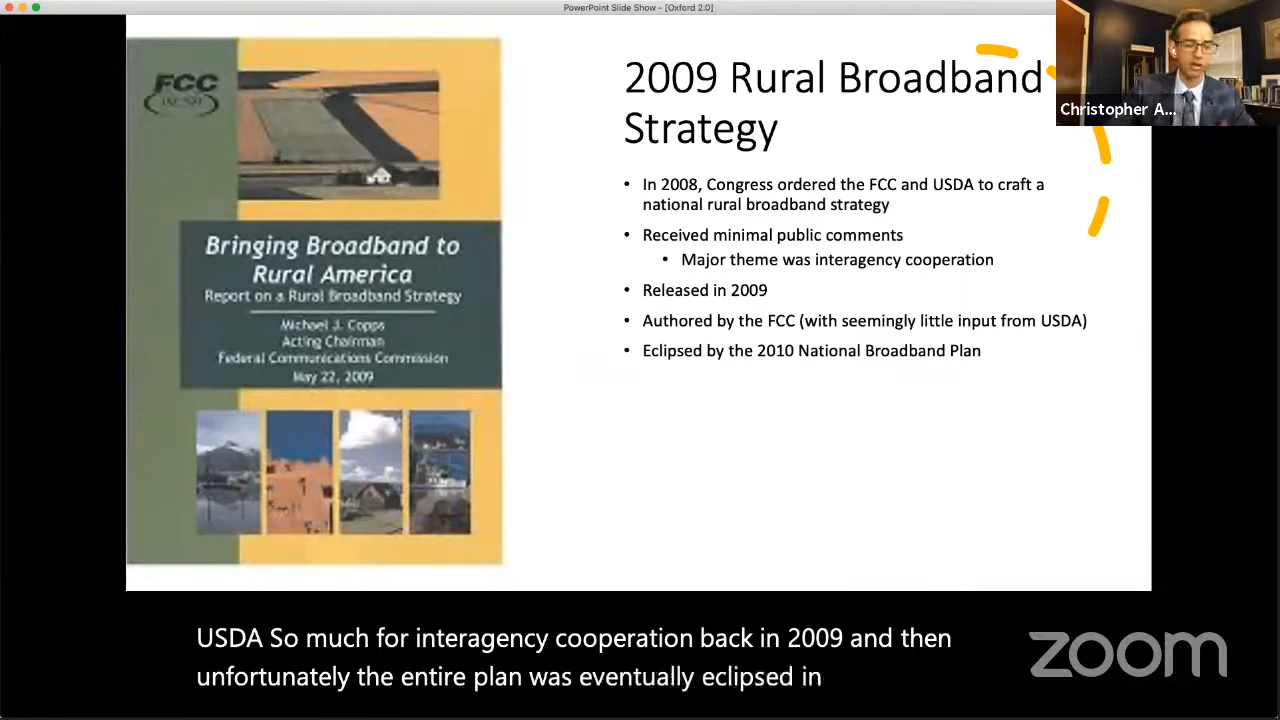 PowerPoint Slide Show - [Oxford 2.0]
FCC
Bringing Broadband to
Rural America
Report on a Rural Broadband Strategy
Michael J. Copps
Acting Chairman
Federal Communications Commission
May 22, 2009
2009 Rural Broadband
Strategy
• In 2008, Congress ordered the FCC and USDA to craft a
national rural broadband strategy
• Received minimal public comments
• Major theme was interagency cooperation
• Released in 2009
• Authored by the FCC (with seemingly little input from USDA)
• Eclipsed by the 2010 National Broadband Plan
Christopher A...
USDA So much for interagency cooperation back in 2009 and then
unfortunately the entire plan was eventually eclipsed in
zoom